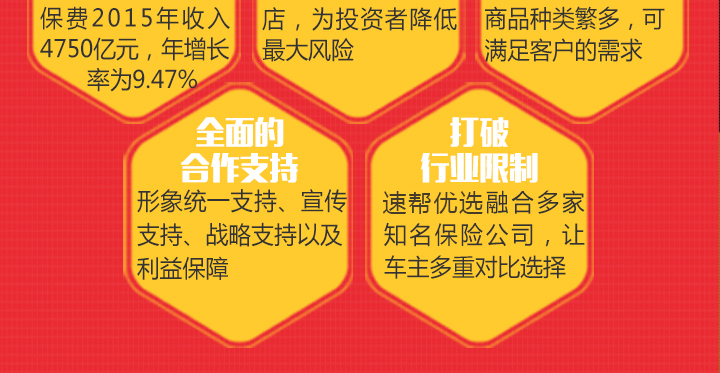 保费2015年收入
4750亿元，年增长
率为9.47%
店，为投资者降低
最大风险
商品种类繁多，可
满足客户的需求
全面的
合作支持
形象统一支持、宣传
支持、战略支持以及
利益保障
打破
行业限制
速帮优选融合多家
知名保险公司，让
车主多重对比选择